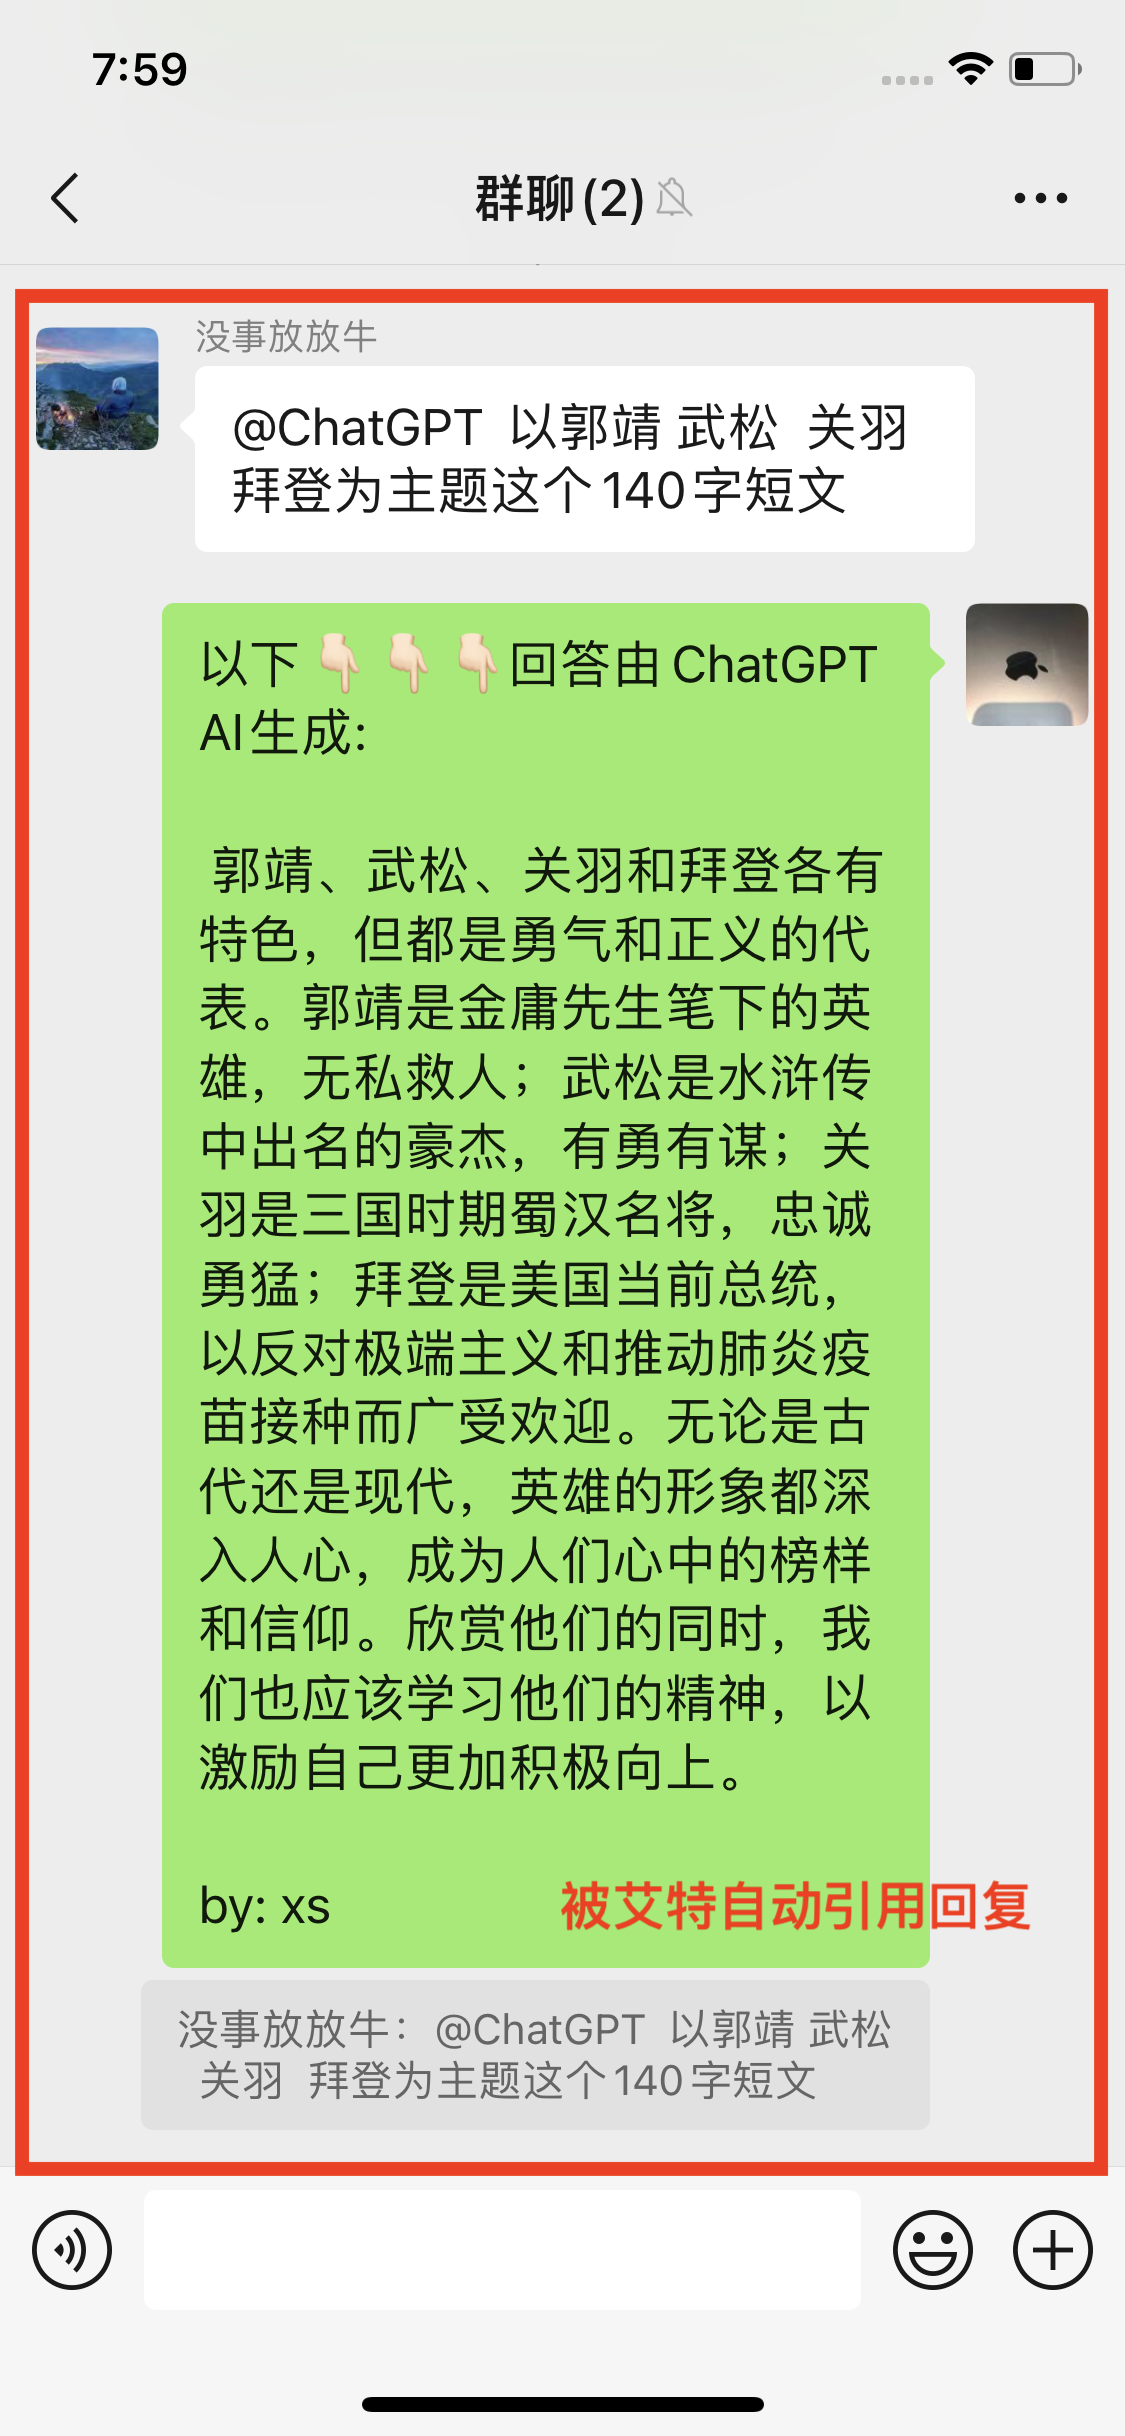 7:59
群聊(2)
没事放放牛
@ChatGPT 以郭靖 武松 关羽
拜登为主题这个140字短文
以下👇🏻👇🏻👇🏻回答由ChatGPT
AI生成:
郭靖、武松、关羽和拜登各有
特色，但都是勇气和正义的代
表。郭靖是金庸先生笔下的英
雄，无私救人；武松是水浒传
中出名的豪杰，有勇有谋；关
羽是三国时期蜀汉名将，忠诚
勇猛；拜登是美国当前总统，
以反对极端主义和推动肺炎疫
苗接种而广受欢迎。无论是古
代还是现代，英雄的形象都深
入人心，成为人们心中的榜样
和信仰。欣赏他们的同时，我
们也应该学习他们的精神，以
激励自己更加积极向上。
by: xs
被艾特自动引用回复
没事放放牛：@ChatGPT 以郭靖 武松
关羽 拜登为主题这个140字短文